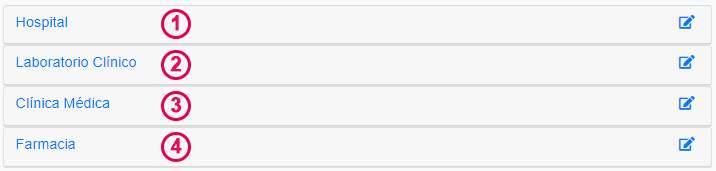 Hospital 1
Laboratorio Clínico 2
Clínica Médica 3
Farmacia 4